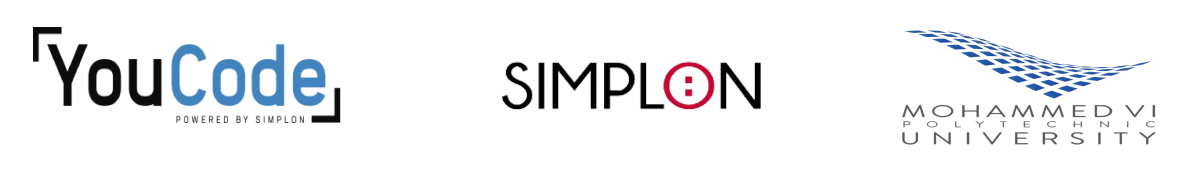 YouCode
POWERED BY SIMPLON
SIMPLON
MOHAMMED VI
POLYTECHNIC
UNIVERSITY